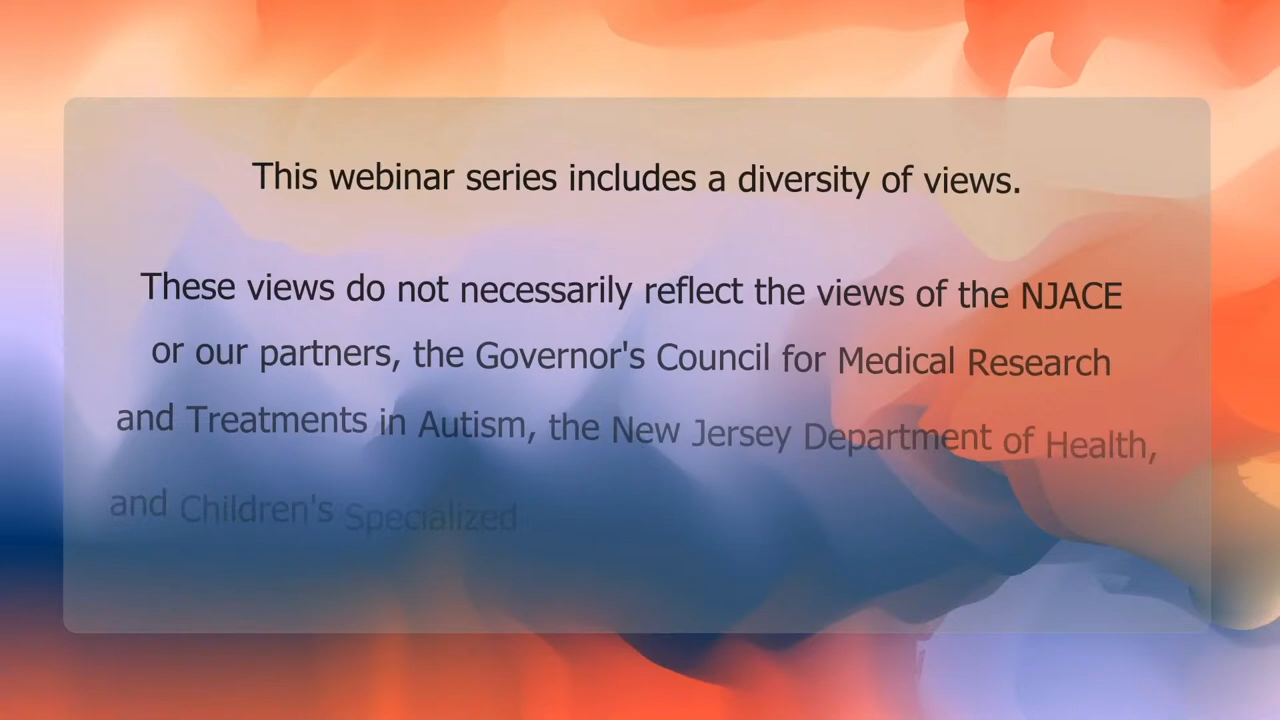 This webinar series includes a diversity of views.
These views do not necessarily reflect the views of the NJACE
or our partners, the Governor's Council for Medical Research
and Treatments in Autism, the New Jersey Department of Health,
and Children's Specialized